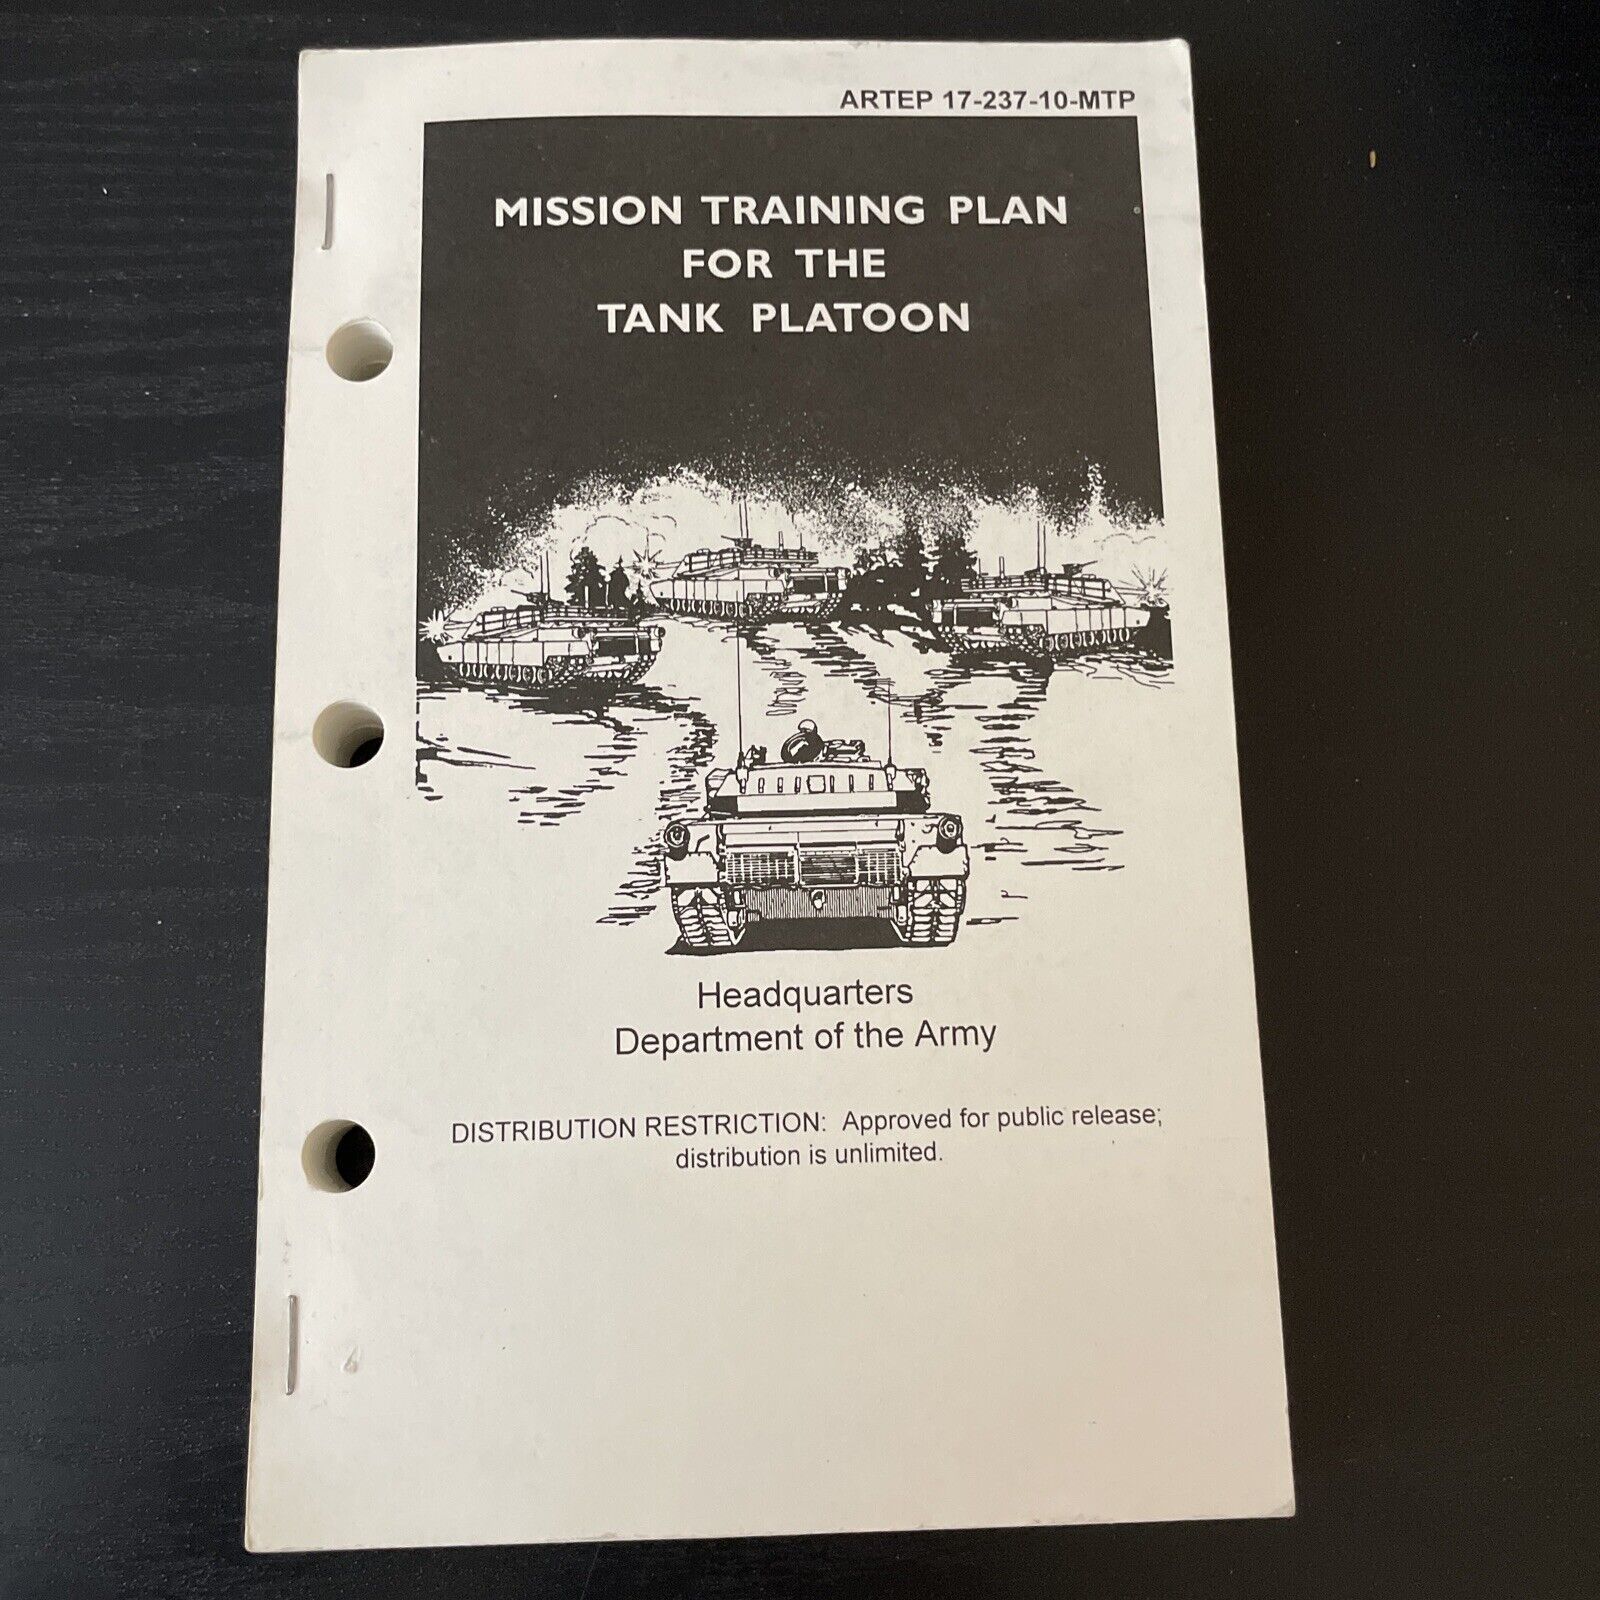 ARTEP 17-237-10-MTP
MISSION TRAINING PLAN
FOR THE
TANK PLATOON
Headquarters
Department of the Army
DISTRIBUTION RESTRICTION: Approved for public release;
distribution is unlimited.